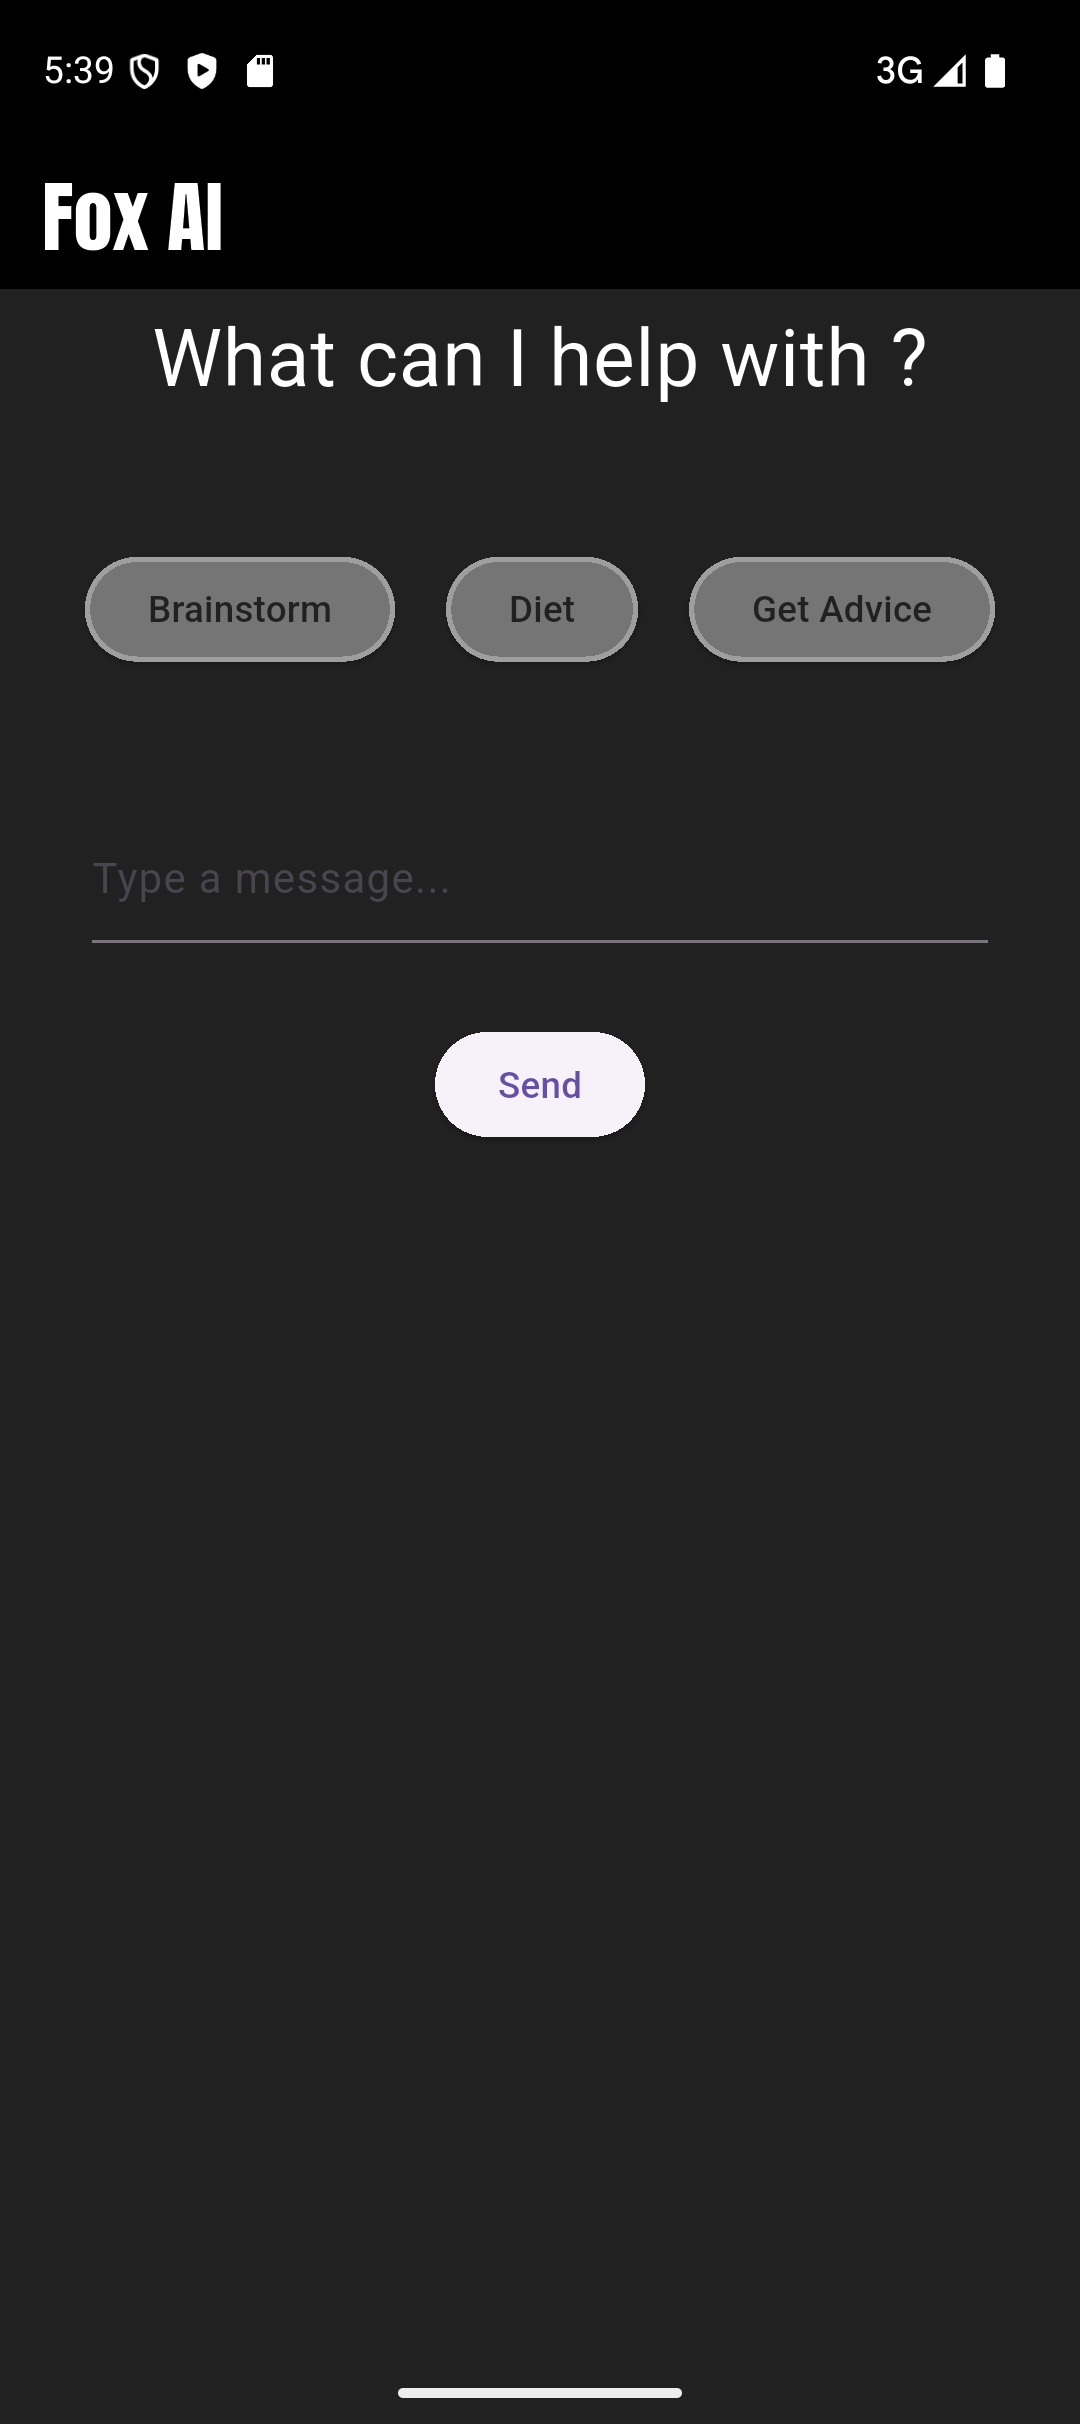 5:39
3G
Fox AI
What can I help with ?
Brainstorm
Diet
Get Advice
Type a message...
Send